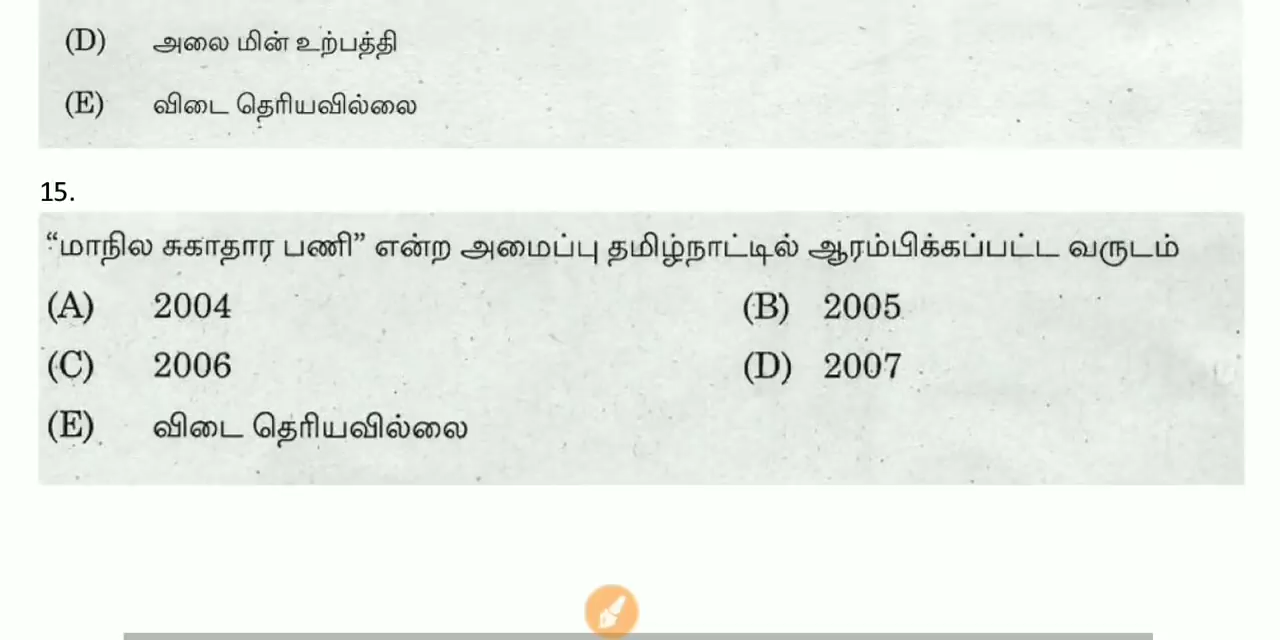 (D) அலை மின் உற்பத்தி
(E) விடை தெரியவில்லை
15.
“மாநில சுகாதார பணி” என்ற அமைப்பு தமிழ்நாட்டில் ஆரம்பிக்கப்பட்ட வருடம்
(A) 2004 (B) 2005
(C) 2006 (D) 2007
(E) விடை தெரியவில்லை